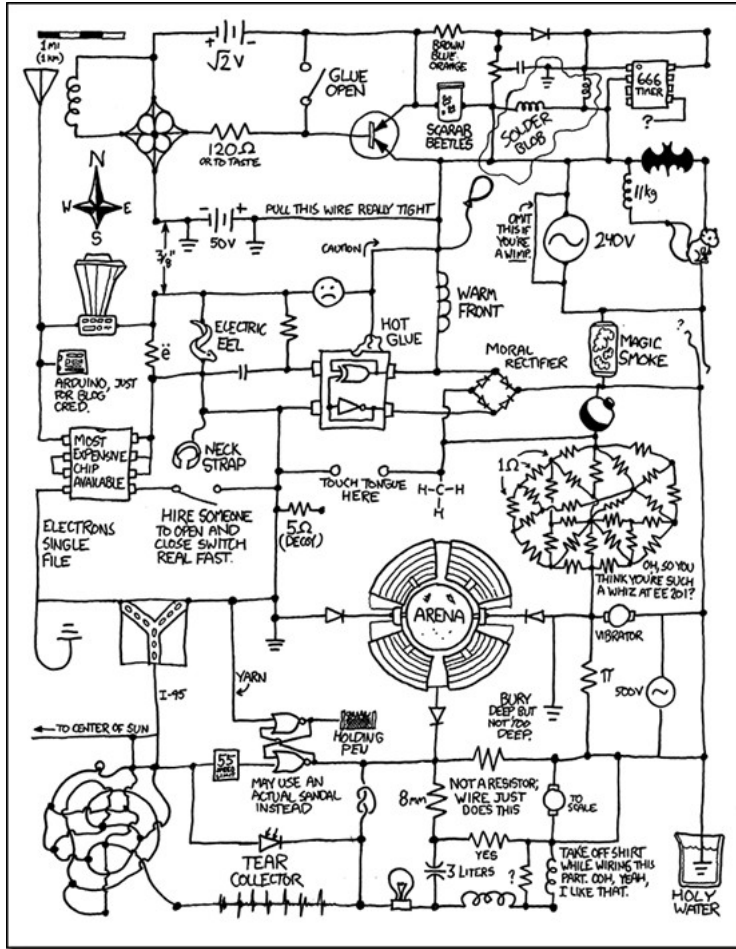 1 MI
(1 KM)
+ -
√2 V
GLUE
OPEN
BROWN
BLUE
ORANGE
666
TIMER
?
SCARAB
BEETLES
SOLDER
BLOB
120Ω
OR TO TASTE
N
W E
S
- +
50V
PULL THIS WIRE REALLY TIGHT
3/8"
CAUTION
OMIT
THIS IF
YOU'RE
A WIMP.
240V
11kg
ELECTRIC
EEL
HOT
GLUE
WARM
FRONT
ë
MORAL
RECTIFIER
MAGIC
SMOKE
?
ARDUINO, JUST
FOR BLOG
CRED.
MOST
EXPENSIVE
CHIP
AVAILABLE
NECK
STRAP
TOUCH TONGUE
HERE
H-C-H
H
1Ω
ELECTRONS
SINGLE
FILE
HIRE SOMEONE
TO OPEN AND
CLOSE SWITCH
REAL FAST.
5Ω
(DECOY)
OH, SO YOU
THINK YOU'RE SUCH
A WHIZ AT EE 201?
ARENA
VIBRATOR
π
500V
I-95
YARN
BURY
DEEP BUT
NOT TOO
DEEP.
TO CENTER OF SUN
HOLDING
PEN
55
MAY USE AN
ACTUAL SANDAL
INSTEAD
8mm
NOT A RESISTOR;
WIRE JUST
DOES THIS
TO
SCALE
YES
TEAR
COLLECTOR
3 LITERS
?
TAKE OFF SHIRT
WHILE WIRING THIS
PART. OOH, YEAH,
I LIKE THAT.
HOLY
WATER